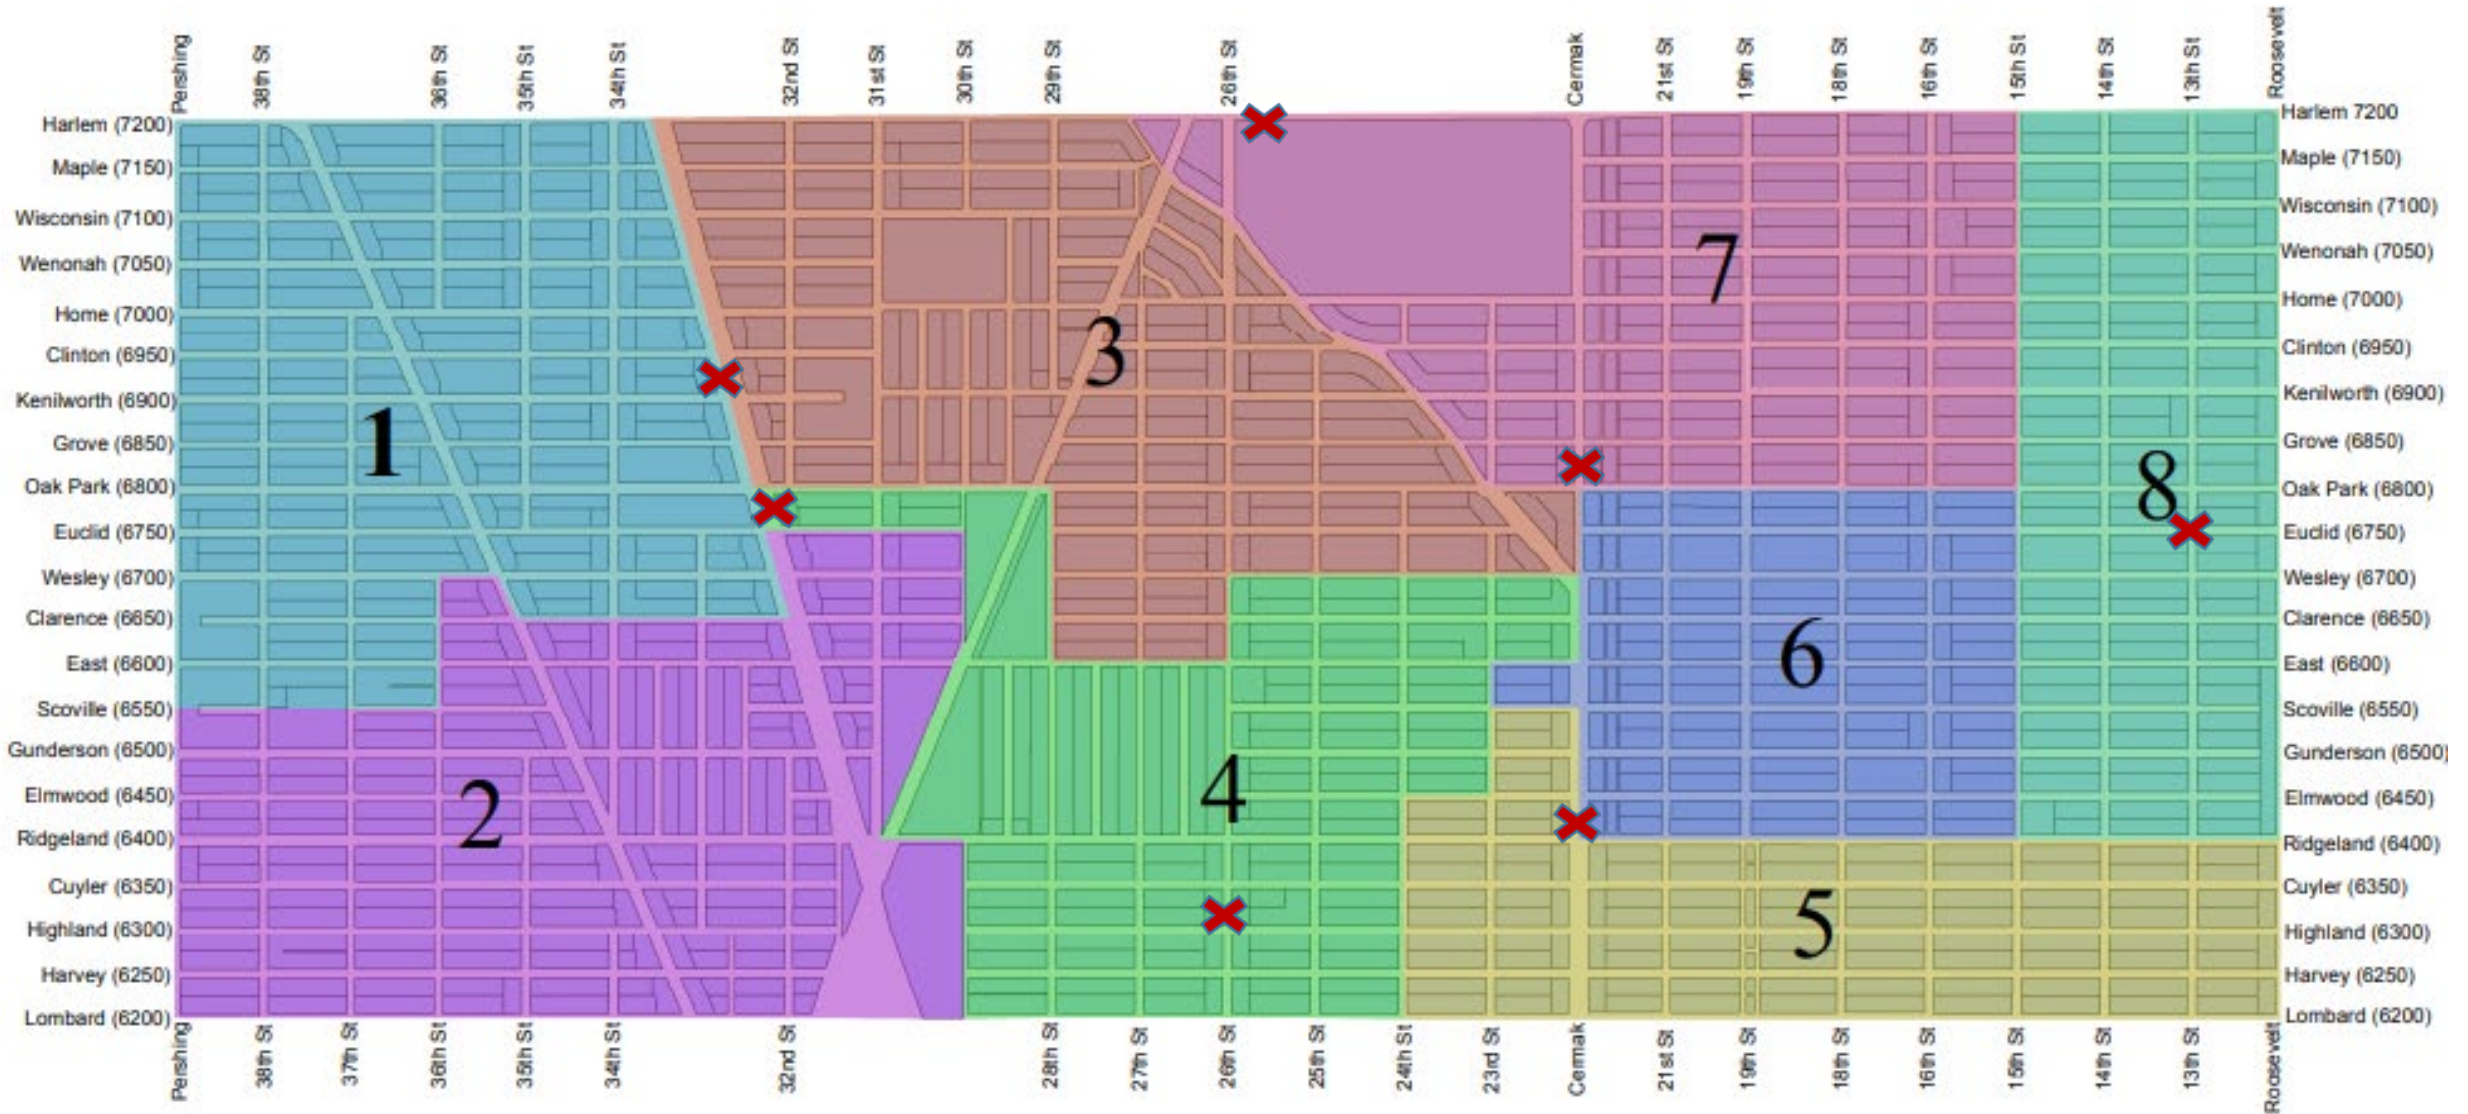 Pershing
38th St
36th St
35th St
34th St
32nd St
31st St
30th St
29th St
26th St
Cermak
21st St
19th St
18th St
16th St
15th St
14th St
13th St
Roosevelt
Harlem (7200)
Maple (7150)
Wisconsin (7100)
Wenonah (7050)
Home (7000)
Clinton (6950)
Kenilworth (6900)
Grove (6850)
Oak Park (6800)
Euclid (6750)
Wesley (6700)
Clarence (6650)
East (6600)
Scoville (6550)
Gunderson (6500)
Elmwood (6450)
Ridgeland (6400)
Cuyler (6350)
Highland (6300)
Harvey (6250)
Lombard (6200)
1
2
3
4
5
6
7
8
Harlem 7200
Maple (7150)
Wisconsin (7100)
Wenonah (7050)
Home (7000)
Clinton (6950)
Kenilworth (6900)
Grove (6850)
Oak Park (6800)
Euclid (6750)
Wesley (6700)
Clarence (6650)
East (6600)
Scoville (6550)
Gunderson (6500)
Elmwood (6450)
Ridgeland (6400)
Cuyler (6350)
Highland (6300)
Harvey (6250)
Lombard (6200)
Pershing
38th St
37th St
36th St
35th St
34th St
32nd St
28th St
27th St
26th St
25th St
24th St
23rd St
Cermak
21st St
19th St
18th St
16th St
15th St
14th St
13th St
Roosevelt